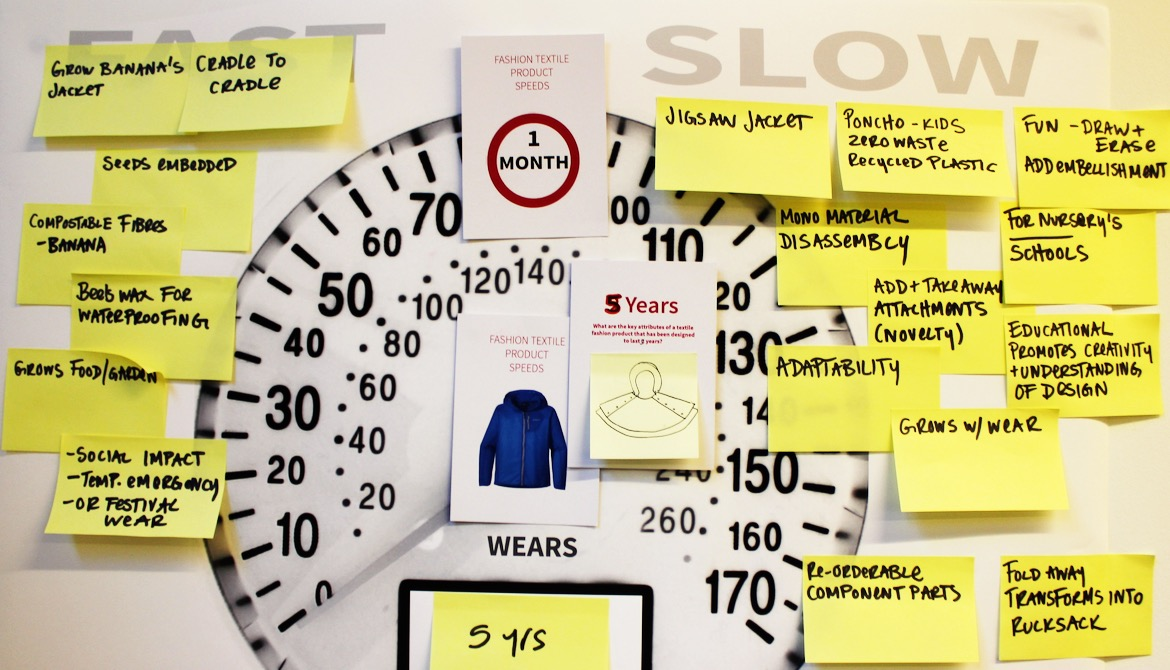 FAST
SLOW
GROW BANANA'S
JACKET
CRADLE TO
CRADLE
SEEDS EMBEDDED
COMPOSTABLE FIBRES
- BANANA
BEES WAX FOR
WATERPROOFING
GROWS FOOD/GARDEN
- SOCIAL IMPACT
- TEMP. EMERGENCY
- OR FESTIVAL
WEAR
FASHION TEXTILE
PRODUCT
SPEEDS
1
MONTH
FASHION TEXTILE
PRODUCT
SPEEDS
5 Years
What are the key attributes of a textile
fashion product that has been designed
to last years?
JIGSAW JACKET
PONCHO - KIDS
ZERO WASTE
RECYCLED PLASTIC
FUN - DRAW +
ERASE
ADD EMBELLISHMENT
MONO MATERIAL
DISASSEMBLY
FOR NURSERY'S
SCHOOLS
ADD + TAKEAWAY
ATTACHMENTS
(NOVELTY)
EDUCATIONAL
PROMOTES CREATIVITY
+ UNDERSTANDING
OF DESIGN
ADAPTABILITY
GROWS W/ WEAR
RE-ORDERABLE
COMPONENT PARTS
FOLD AWAY
TRANSFORMS INTO
RUCKSACK
0
10
20
30
40
50
60
70
00
110
20
130
14
150
160
170
20
40
60
80
100
120
140
240
260
WEARS
5 yrs